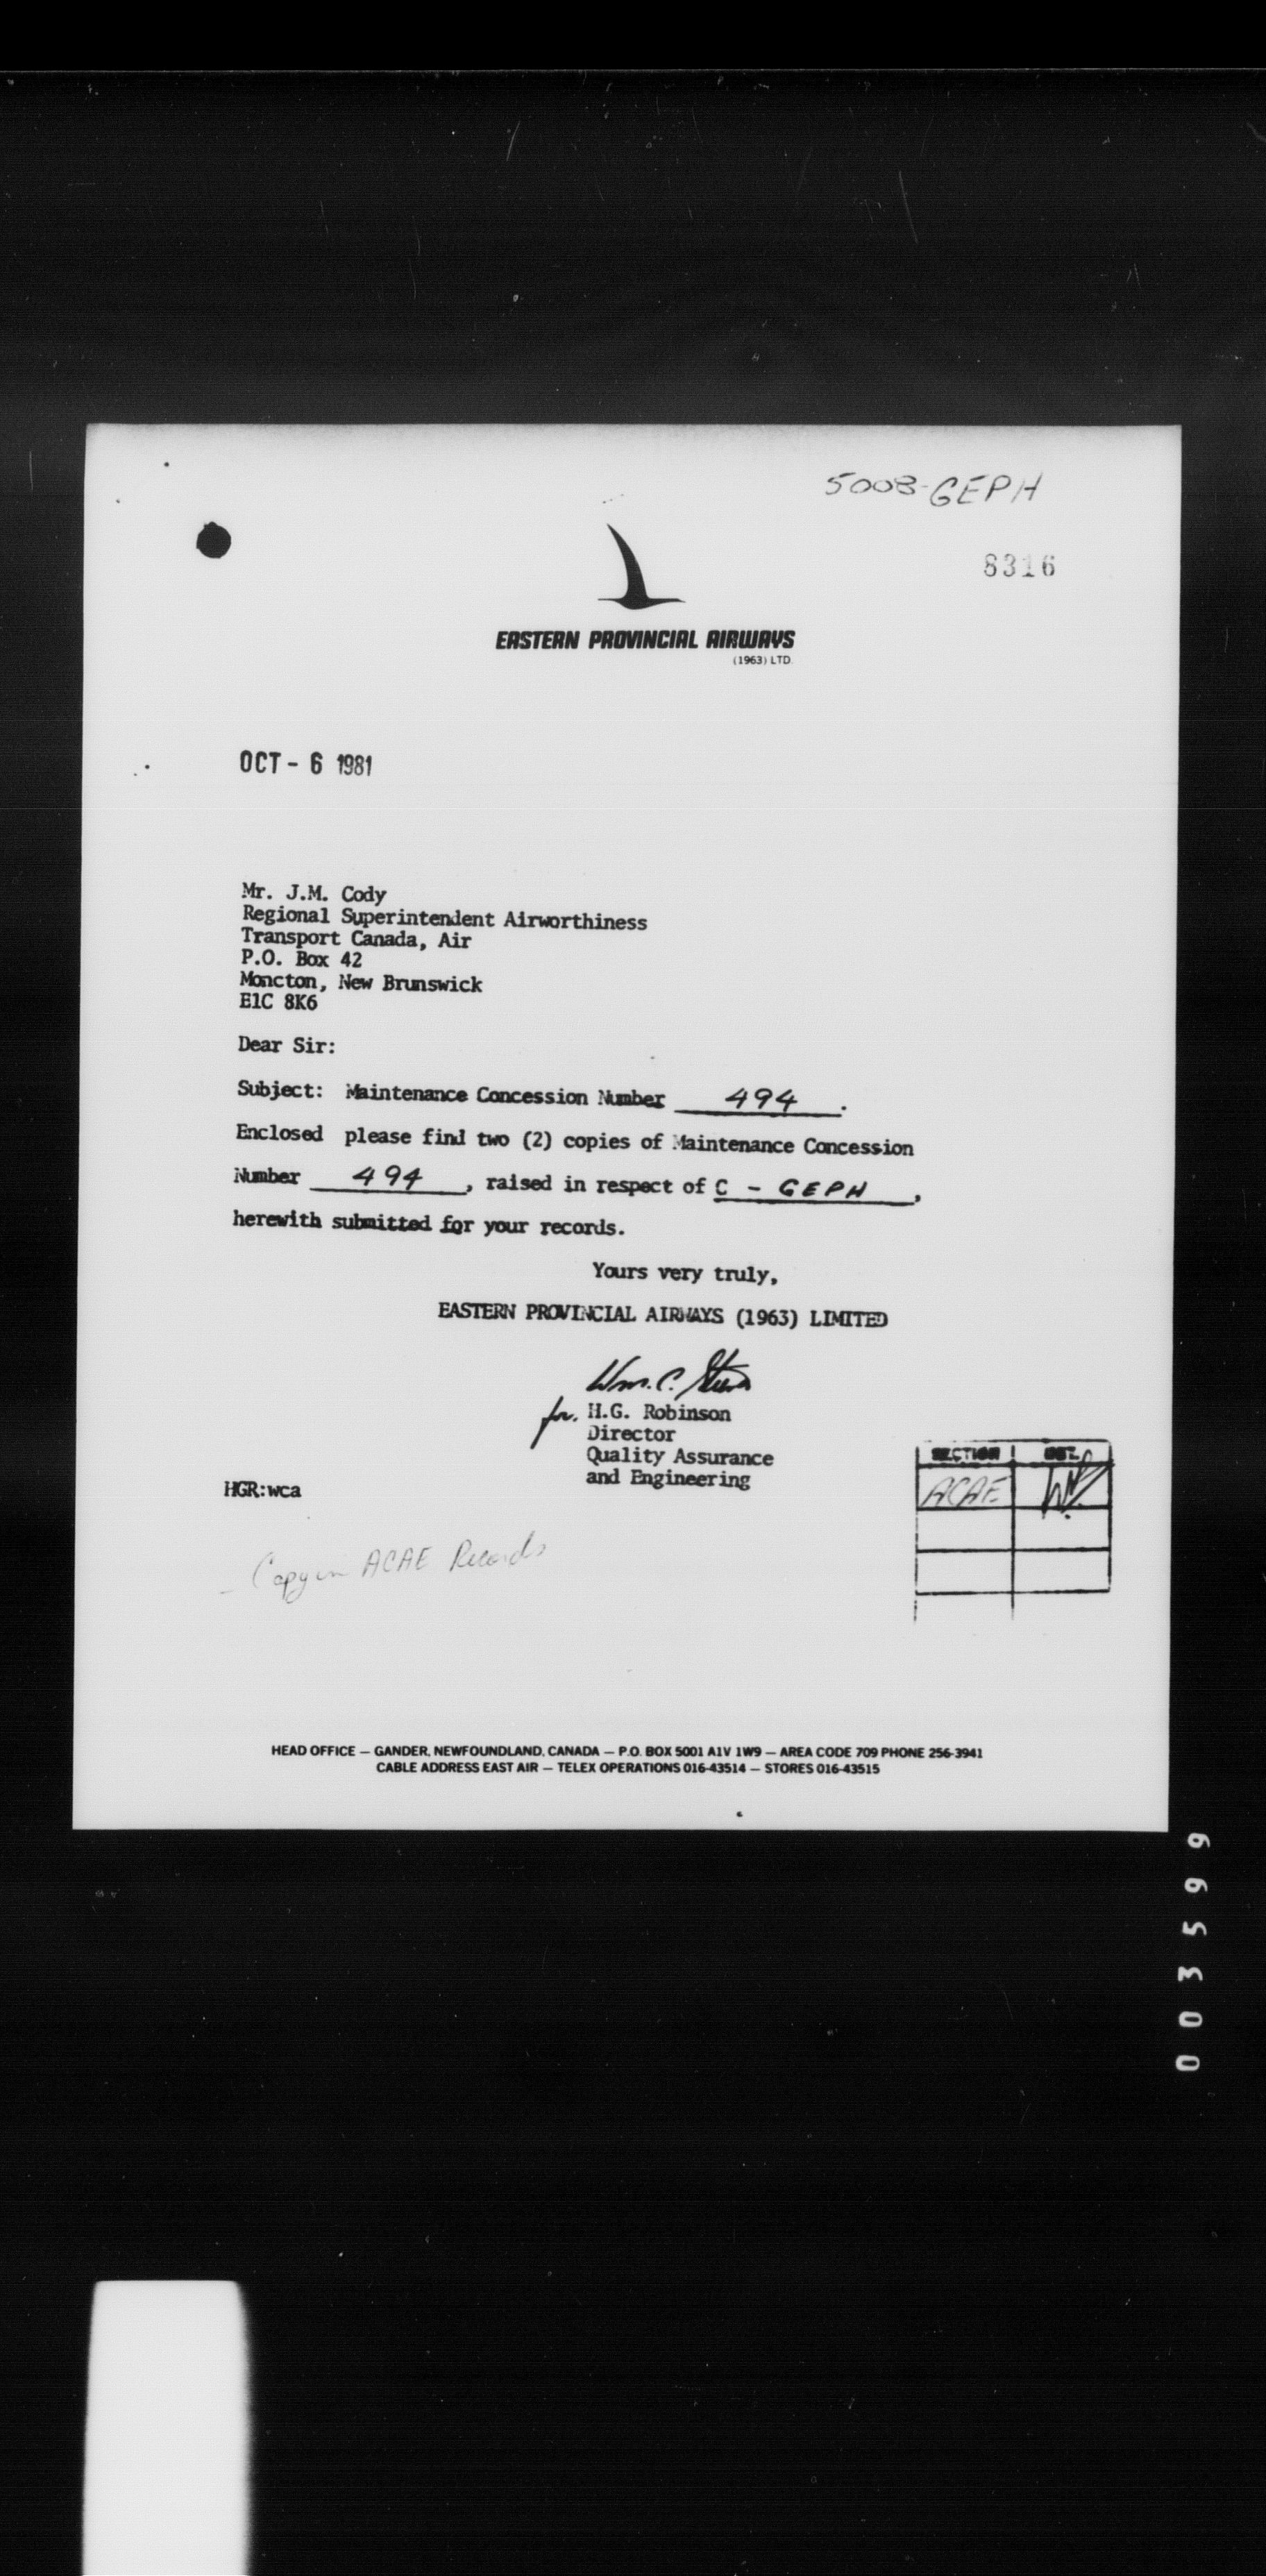 5008-GEPH
8316
EASTERN PROVINCIAL AIRWAYS
(1963) LTD.
OCT - 6 1981
Mr. J.M. Cody
Regional Superintendent Airworthiness
Transport Canada, Air
P.O. Box 42
Moncton, New Brunswick
E1C 8K6
Dear Sir:
Subject: Maintenance Concession Number 494.
Enclosed please find two (2) copies of Maintenance Concession
Number 494, raised in respect of C - GEPH,
herewith submitted for your records.
Yours very truly,
EASTERN PROVINCIAL AIRWAYS (1963) LIMITED
Wm. C.
for. H.G. Robinson
Director
Quality Assurance
and Engineering
HGR:wca
SECTION
ACAE
- Copy in ACAE Records
HEAD OFFICE — GANDER, NEWFOUNDLAND, CANADA — P.O. BOX 5001 A1V 1W9 — AREA CODE 709 PHONE 256-3941
CABLE ADDRESS EAST AIR — TELEX OPERATIONS 016-43514 — STORES 016-43515
003599